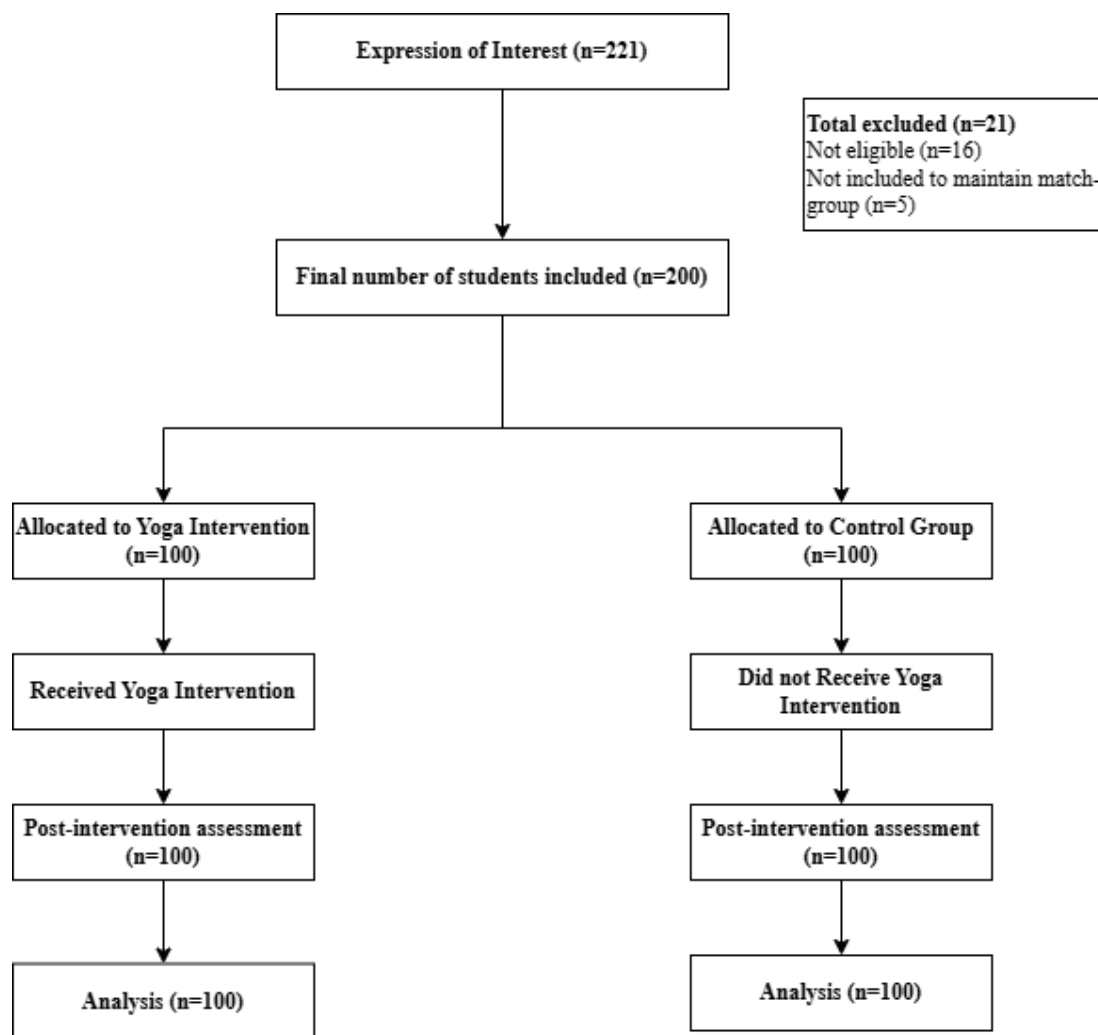 Expression of Interest (n=221)
Total excluded (n=21)
Not eligible (n=16)
Not included to maintain match-
group (n=5)
Final number of students included (n=200)
Allocated to Yoga Intervention
(n=100)
Allocated to Control Group
(n=100)
Received Yoga Intervention
Did not Receive Yoga
Intervention
Post-intervention assessment
(n=100)
Post-intervention assessment
(n=100)
Analysis (n=100)
Analysis (n=100)